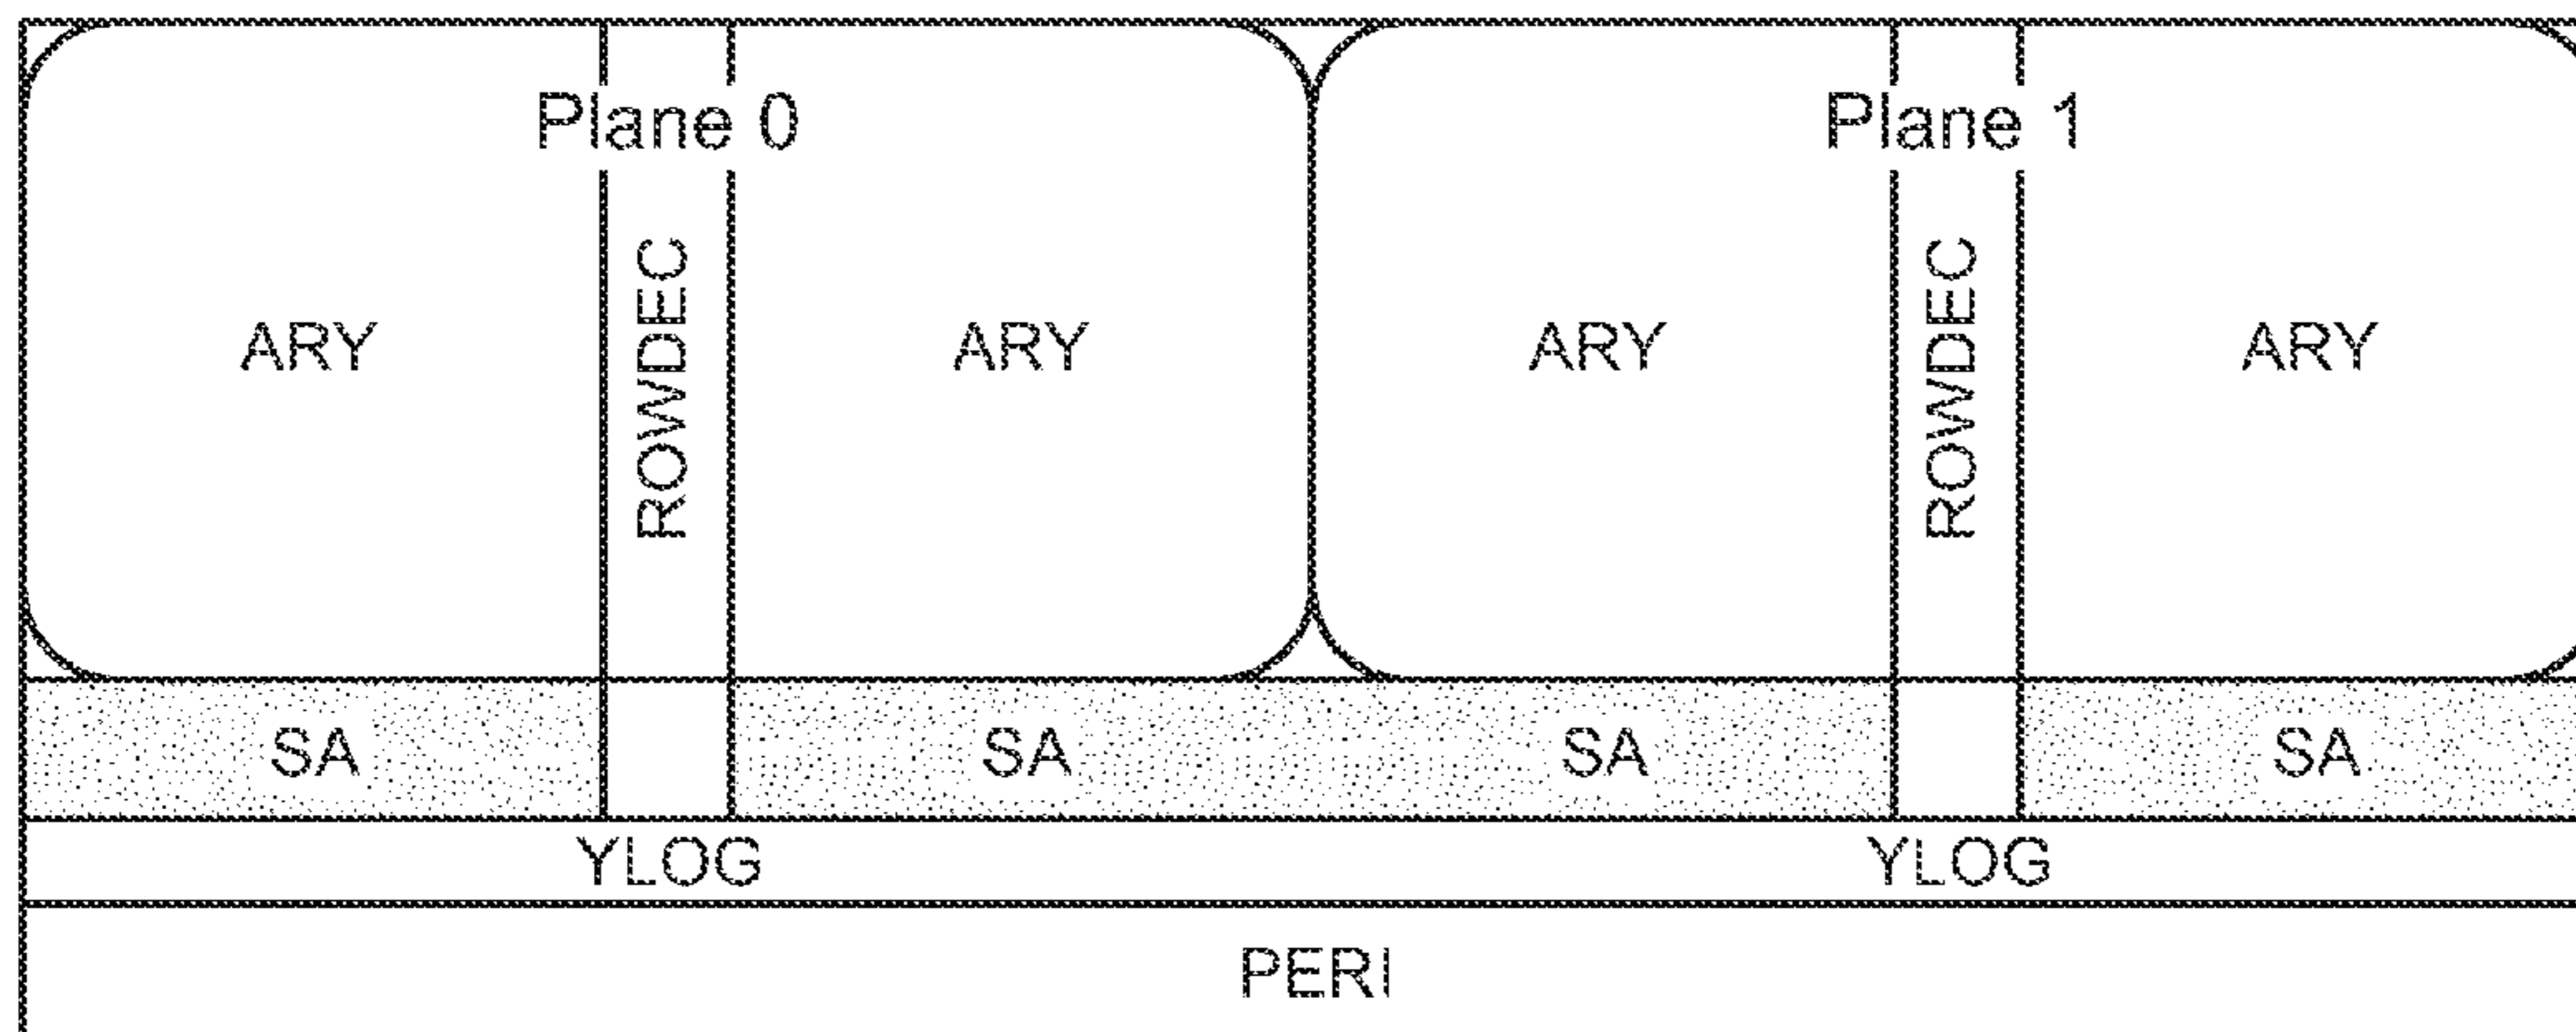 Plane 0
Plane 1
ARY
ROWDEC
ARY
ARY
ROWDEC
ARY
SA
SA
SA
SA
YLOG
YLOG
PERI